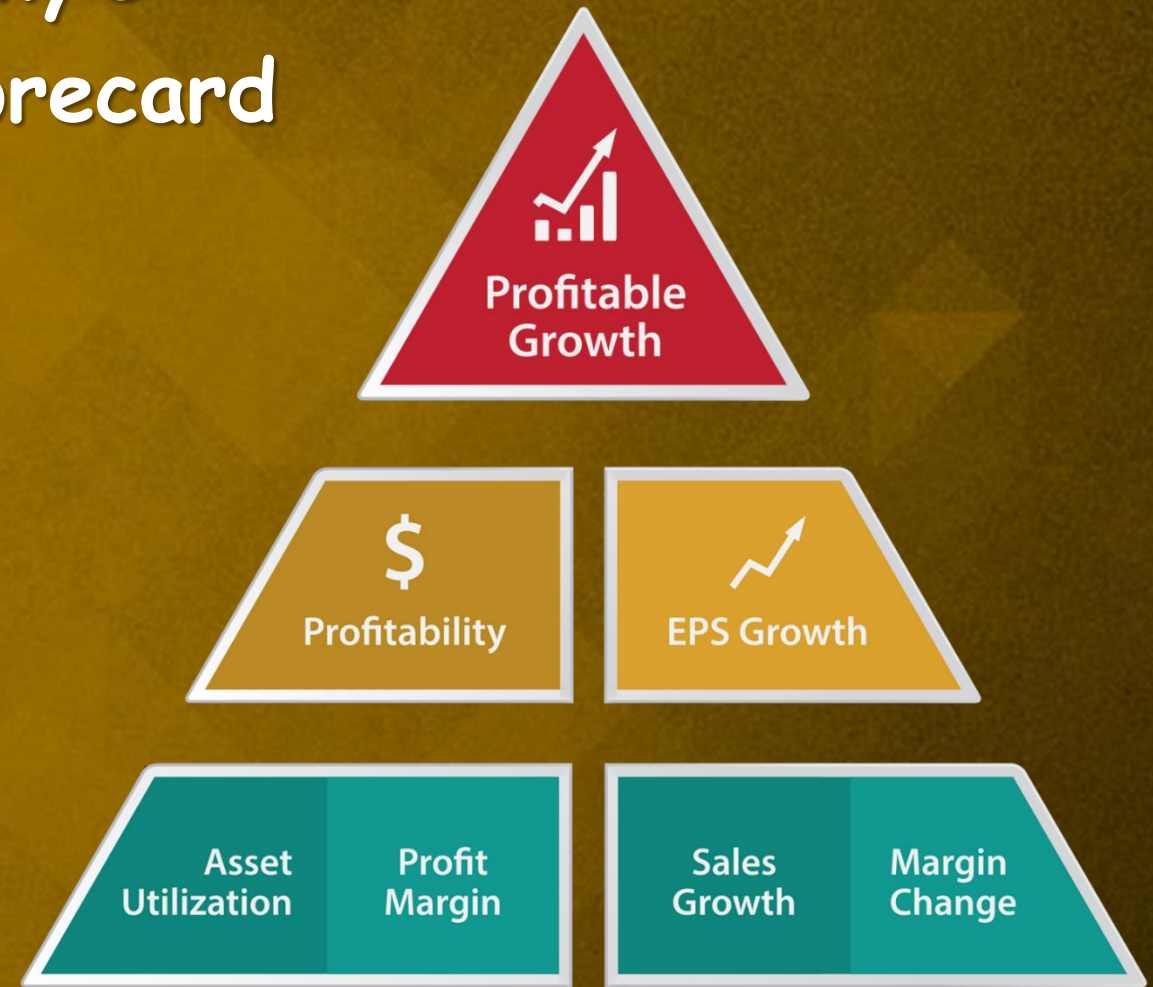 orecard
Profitable
Growth
$
Profitability
EPS Growth
Asset
Utilization
Profit
Margin
Sales
Growth
Margin
Change